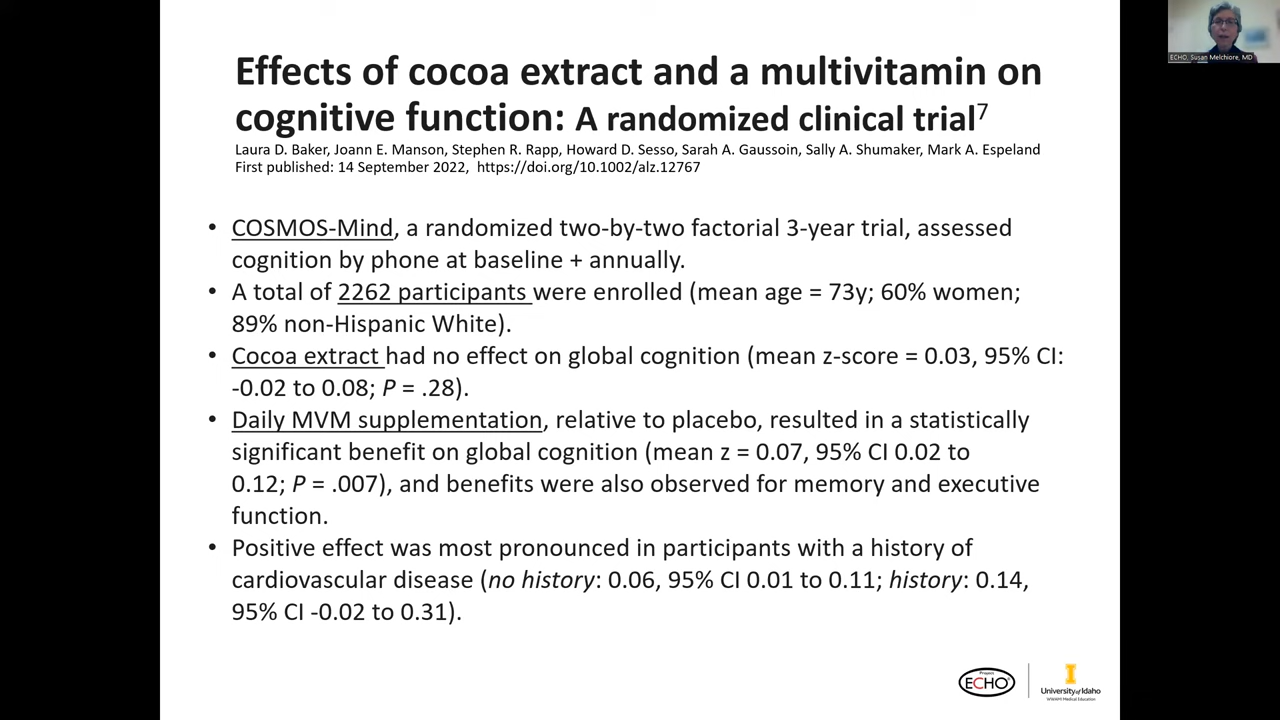 Effects of cocoa extract and a multivitamin on
cognitive function: A randomized clinical trial7
Laura D. Baker, Joann E. Manson, Stephen R. Rapp, Howard D. Sesso, Sarah A. Gaussoin, Sally A. Shumaker, Mark A. Espeland
First published: 14 September 2022, https://doi.org/10.1002/alz.12767
• COSMOS-Mind, a randomized two-by-two factorial 3-year trial, assessed
cognition by phone at baseline + annually.
• A total of 2262 participants were enrolled (mean age = 73y; 60% women;
89% non-Hispanic White).
• Cocoa extract had no effect on global cognition (mean z-score = 0.03, 95% CI:
-0.02 to 0.08; P = .28).
• Daily MVM supplementation, relative to placebo, resulted in a statistically
significant benefit on global cognition (mean z = 0.07, 95% CI 0.02 to
0.12; P = .007), and benefits were also observed for memory and executive
function.
• Positive effect was most pronounced in participants with a history of
cardiovascular disease (no history: 0.06, 95% CI 0.01 to 0.11; history: 0.14,
95% CI -0.02 to 0.31).
ECHO, Susan Melchiore, MD
Project
ECHO
I
University of Idaho
WWAMI Medical Education